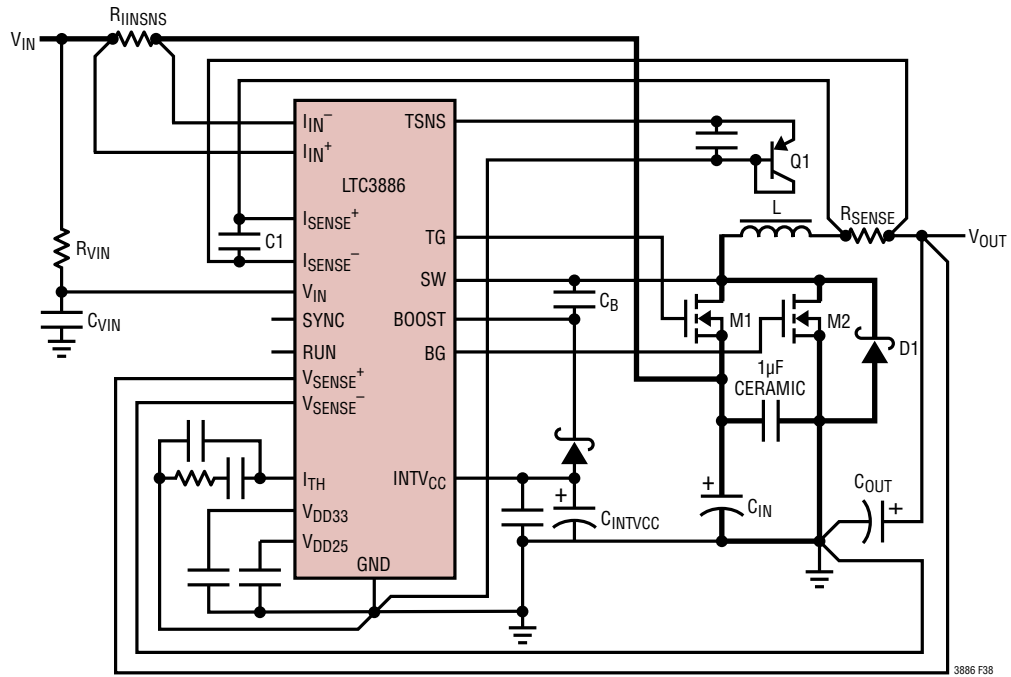 RIINSNS
VIN
IIN−
TSNS
IIN+
Q1
LTC3886
L
RSENSE
ISENSE+
C1
TG
VOUT
RVIN
ISENSE−
SW
VIN
CB
CVIN
SYNC
BOOST
M1
M2
RUN
BG
D1
VSENSE+
1µF
CERAMIC
VSENSE−
ITH
INTVCC
+
+
CIN
COUT
+
VDD33
CINTVCC
VDD25
GND
3886 F38